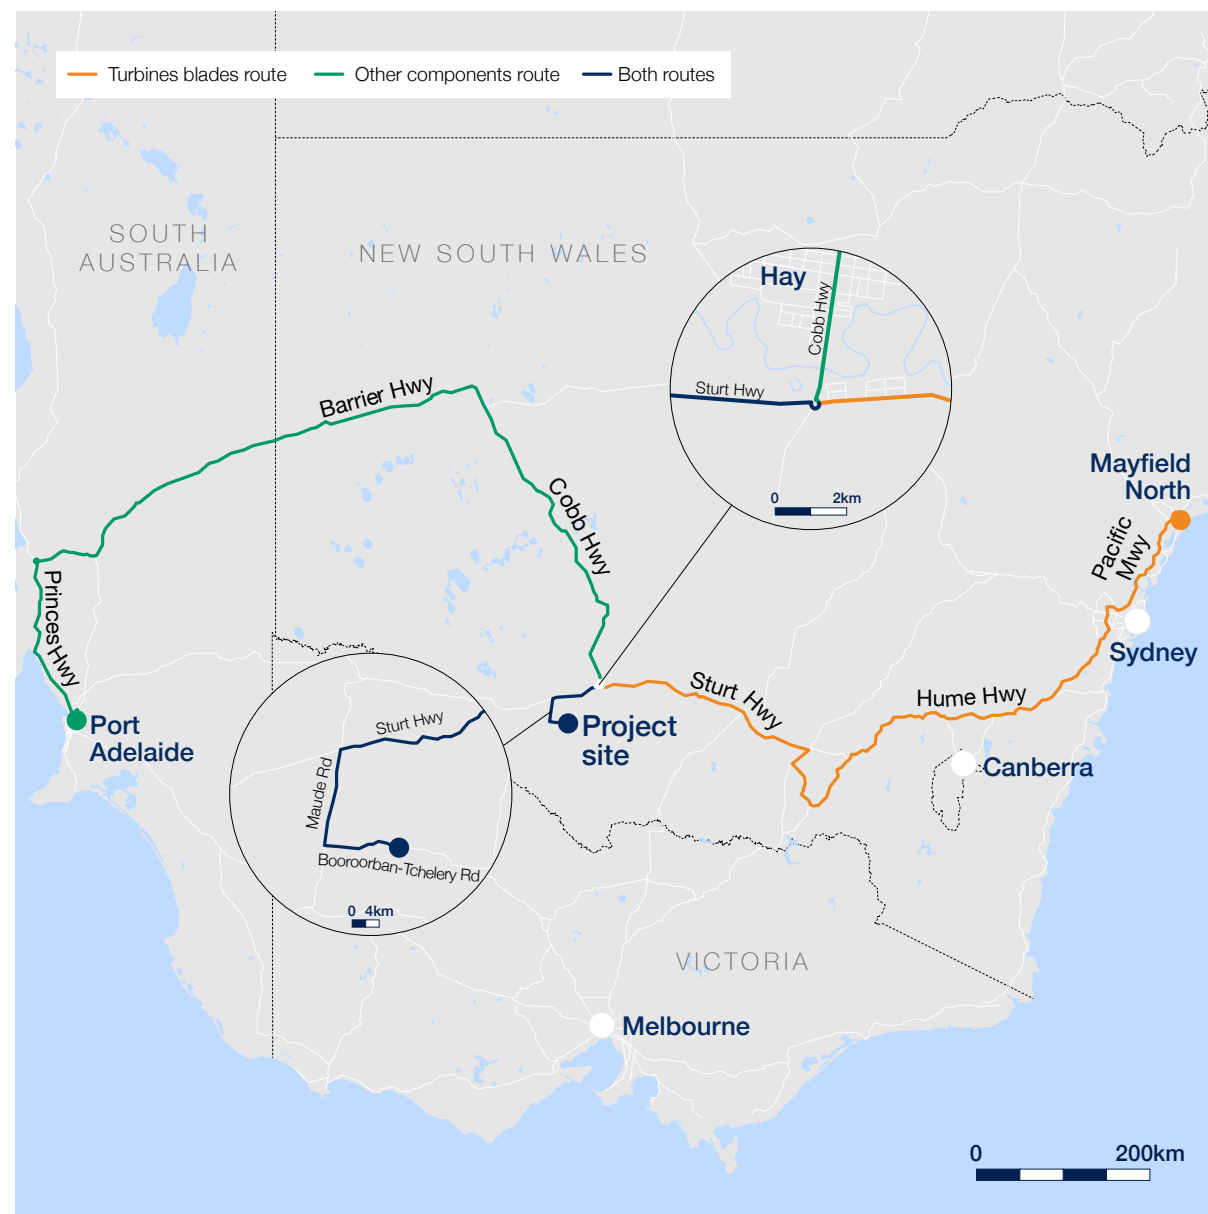 Turbines blades route
Other components route
Both routes
SOUTH
AUSTRALIA
NEW SOUTH WALES
Hay
Cobb Hwy
Sturt Hwy
0 2km
Barrier Hwy
Cobb Hwy
Mayfield
North
Pacific
Mwy
Princes Hwy
Sydney
Port
Adelaide
Sturt Hwy
Hume Hwy
Project
site
Canberra
Sturt Hwy
Maude Rd
Booroorban-Tchelery Rd
0 4km
VICTORIA
Melbourne
0 200km